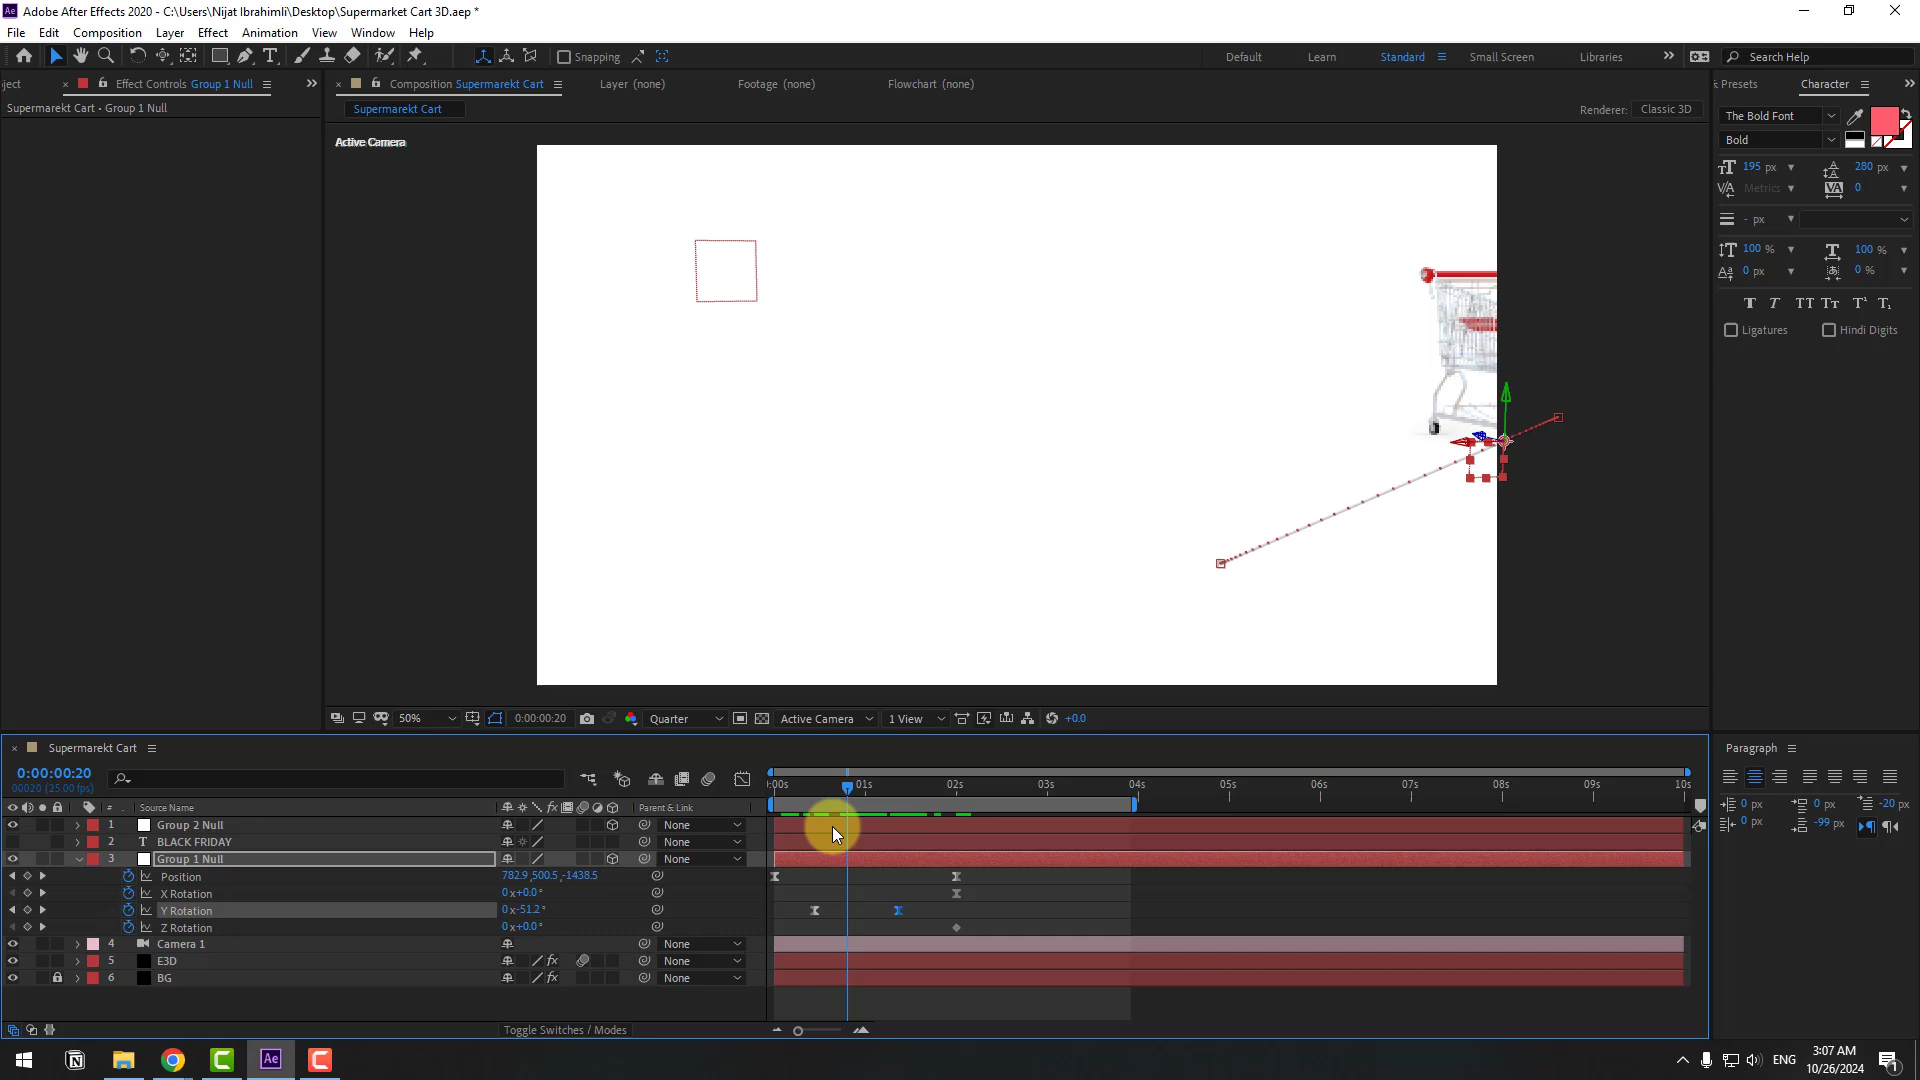 Adobe After Effects 2020 - C:\Users\Nijat Ibrahimli\Desktop\Supermarket Cart 3D.aep *
File Edit Composition Layer Effect Animation View Window Help
Snapping
Default Learn Standard Small Screen Libraries
Search Help
ject
Effect Controls Group 1 Null
Supermarekt Cart • Group 1 Null
Composition Supermarekt Cart
Layer (none)
Footage (none)
Flowchart (none)
Supermarekt Cart
Renderer: Classic 3D
Active Camera
Presets
Character
The Bold Font
Bold
195 px
280 px
Metrics
0
- px
100 %
100 %
0 px
0 %
Ligatures
Hindi Digits
50%
0:00:00:20
Quarter
Active Camera
1 View
+0.0
Supermarekt Cart
0:00:00:20
00020 (25.00 fps)
# Source Name
Parent & Link
:00s 01s 02s 03s 04s 05s 06s 07s 08s 09s 10s
1 Group 2 Null None
2 T BLACK FRIDAY None
3 Group 1 Null None
Position 782.9,500.5,-1438.5
X Rotation 0x+0.0°
Y Rotation 0x-51.2°
Z Rotation 0x+0.0°
4 Camera 1 None
5 E3D fx None
6 BG fx None
Toggle Switches / Modes
Paragraph
0 px
0 px
-20 px
0 px
-99 px
Ae
ENG
3:07 AM
10/26/2024
1